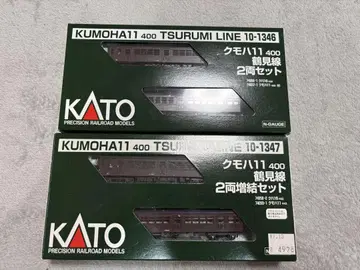 KUMOHA11 400 TSURUMI LINE 10-1346
クモハ11 400
鶴見線
2両セット
N-GAUGE
KATO
PRECISION RAILROAD MODELS
KUMOHA11 400 TSU LINE 10-1347
クモハ11 400
鶴見線
2両増結セット
KATO
PRECISION RAILROAD MODELS